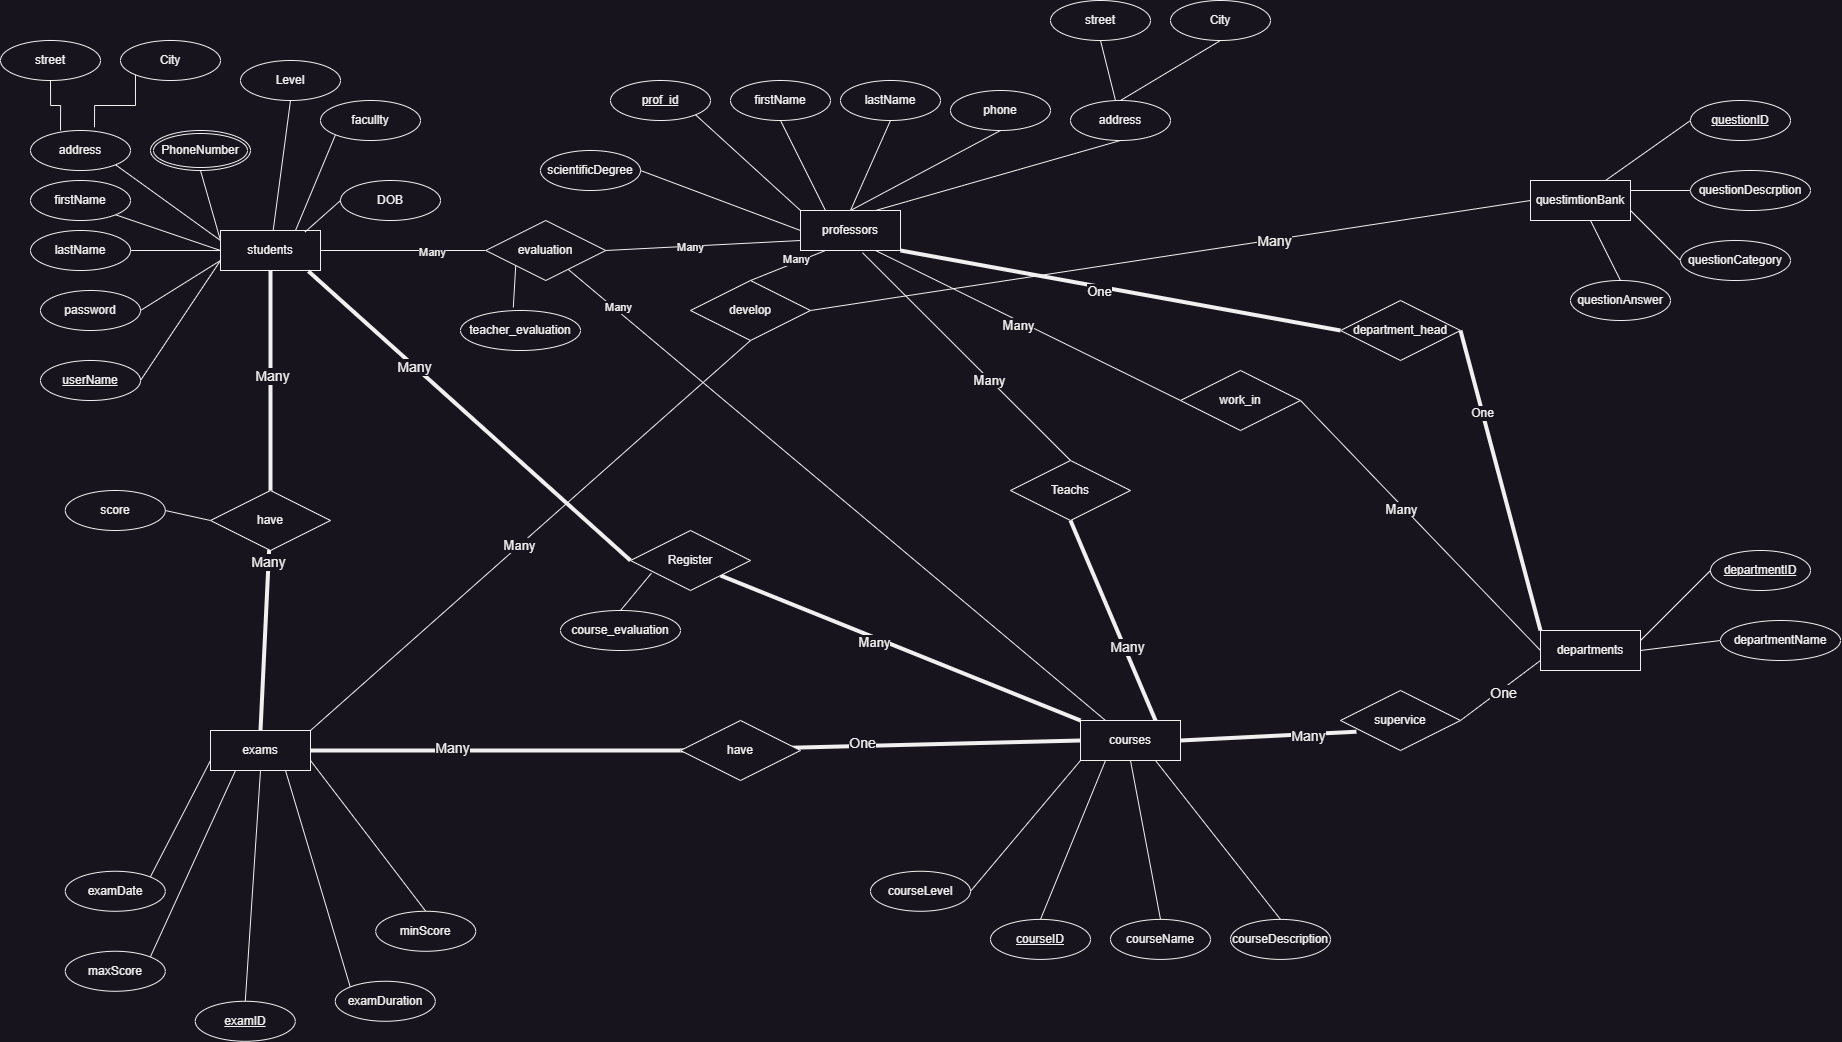 street
City
street
City
Level
prof_id
firstName
lastName
phone
address
facullty
questionID
address
PhoneNumber
scientificDegree
questionDescrption
questimtionBank
firstName
DOB
professors
students
Many
evaluation
Many
Many
develop
Many
lastName
questionCategory
One
questionAnswer
password
teacher_evaluation
Many
Many
department_head
userName
Many
Many
Many
work_in
One
score
have
Many
Many
Teachs
Many
Register
departmentID
course_evaluation
Many
Many
departmentName
departments
One
supervice
exams
Many
have
One
courses
Many
examDate
courseLevel
minScore
courseID
courseName
courseDescription
maxScore
examDuration
examID